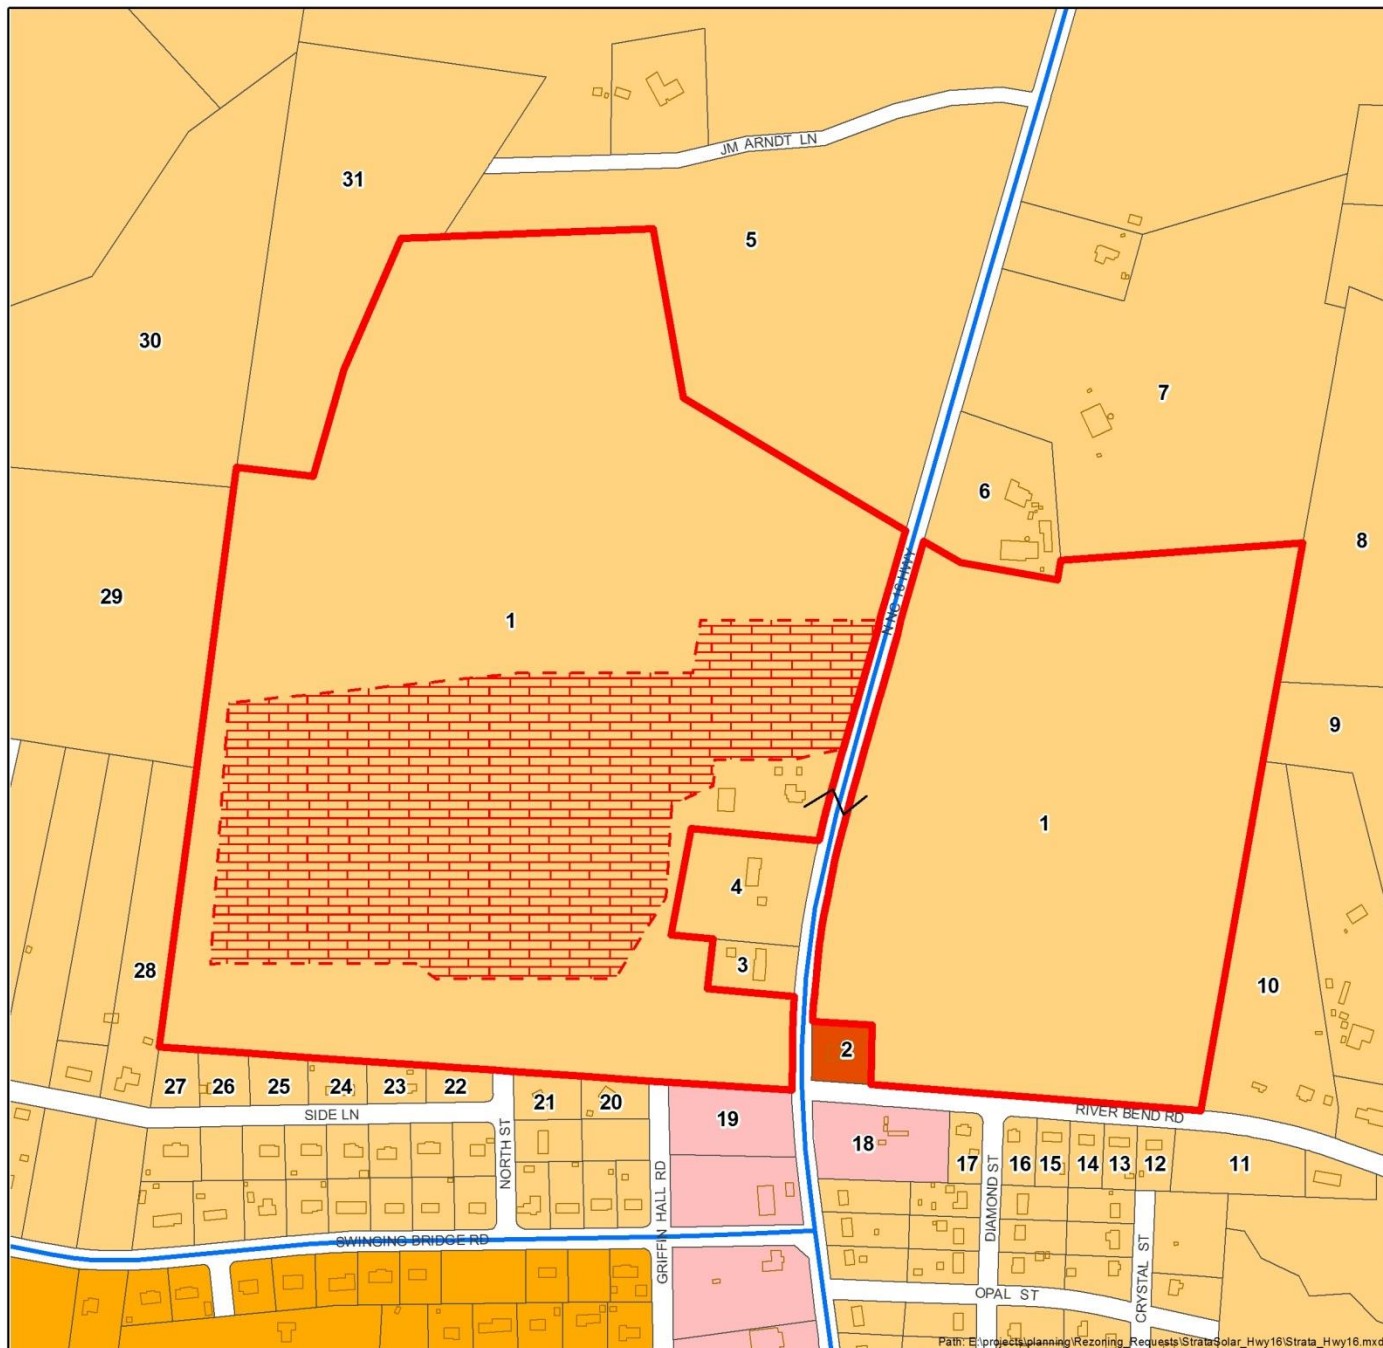 JM ARNDT LN
31
5
30
7
6
8
29
N NC 16 HWY
1
9
1
4
3
28
10
2
27
26
25
24
23
22
21
20
19
18
17
16
15
14
13
12
11
SIDE LN
RIVER BEND RD
NORTH ST
GRIFFIN HALL RD
DIAMOND ST
SWINGING BRIDGE RD
CRYSTAL ST
OPAL ST
Path: E:\projects\planning\Rezoning_Requests\StrataSolar_Hwy16\Strata_Hwy16.mxd